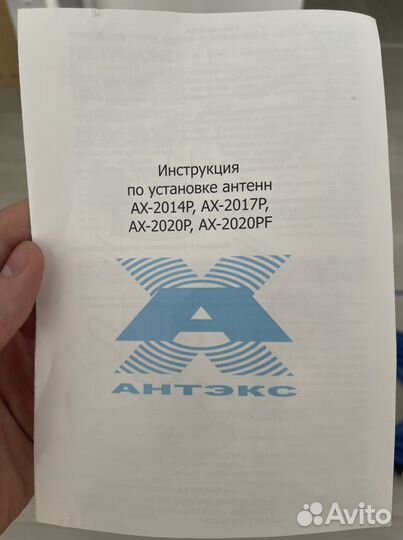 Инструкция
по установке антенн
AX-2014P, AX-2017P,
AX-2020P, AX-2020PF
АНТЭКС
Avito